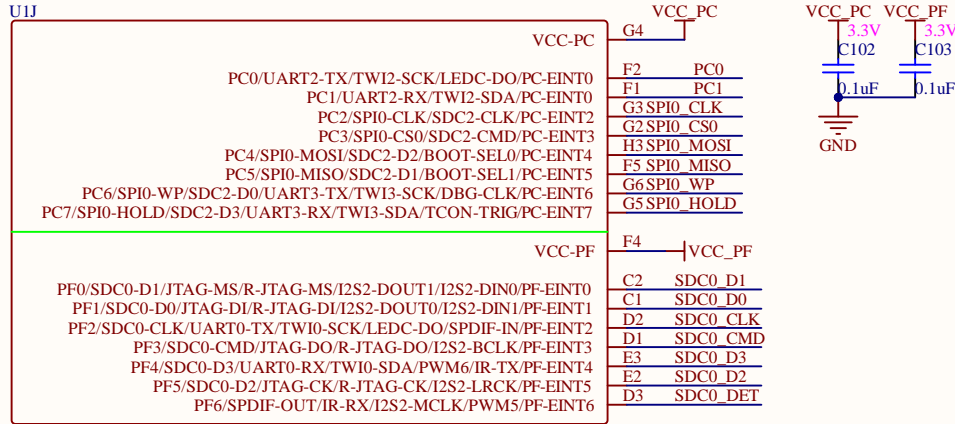 U1J
VCC-PC G4 VCC_PC
PC0/UART2-TX/TWI2-SCK/LEDC-DO/PC-EINT0 F2 PC0
PC1/UART2-RX/TWI2-SDA/PC-EINT0 F1 PC1
PC2/SPI0-CLK/SDC2-CLK/PC-EINT2 G3 SPI0_CLK
PC3/SPI0-CS0/SDC2-CMD/PC-EINT3 G2 SPI0_CS0
PC4/SPI0-MOSI/SDC2-D2/BOOT-SEL0/PC-EINT4 H3 SPI0_MOSI
PC5/SPI0-MISO/SDC2-D1/BOOT-SEL1/PC-EINT5 F5 SPI0_MISO
PC6/SPI0-WP/SDC2-D0/UART3-TX/TWI3-SCK/DBG-CLK/PC-EINT6 G6 SPI0_WP
PC7/SPI0-HOLD/SDC2-D3/UART3-RX/TWI3-SDA/TCON-TRIG/PC-EINT7 G5 SPI0_HOLD
VCC-PF F4 VCC_PF
PF0/SDC0-D1/JTAG-MS/R-JTAG-MS/I2S2-DOUT1/I2S2-DIN0/PF-EINT0 C2 SDC0_D1
PF1/SDC0-D0/JTAG-DI/R-JTAG-DI/I2S2-DOUT0/I2S2-DIN1/PF-EINT1 C1 SDC0_D0
PF2/SDC0-CLK/UART0-TX/TWI0-SCK/LEDC-DO/SPDIF-IN/PF-EINT2 D2 SDC0_CLK
PF3/SDC0-CMD/JTAG-DO/R-JTAG-DO/I2S2-BCLK/PF-EINT3 D1 SDC0_CMD
PF4/SDC0-D3/UART0-RX/TWI0-SDA/PWM6/IR-TX/PF-EINT4 E3 SDC0_D3
PF5/SDC0-D2/JTAG-CK/R-JTAG-CK/I2S2-LRCK/PF-EINT5 E2 SDC0_D2
PF6/SPDIF-OUT/IR-RX/I2S2-MCLK/PWM5/PF-EINT6 D3 SDC0_DET
VCC_PC VCC_PF
3.3V 3.3V
C102 C103
0.1uF 0.1uF
GND